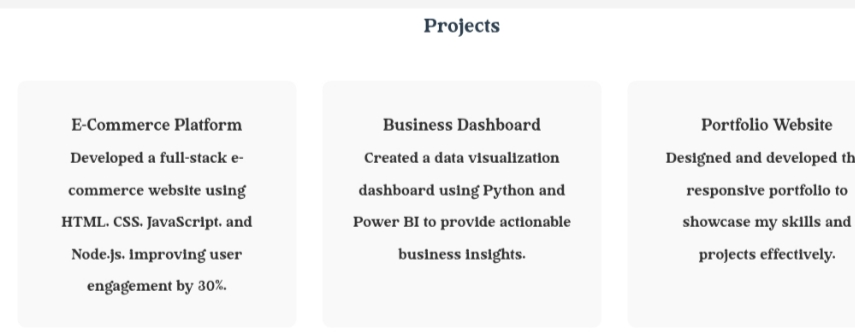 Projects
E-Commerce Platform
Developed a full-stack e-
commerce website using
HTML, CSS, JavaScript, and
Node.js, improving user
engagement by 30%.
Business Dashboard
Created a data visualization
dashboard using Python and
Power BI to provide actionable
business insights.
Portfolio Website
Designed and developed th
responsive portfolio to
showcase my skills and
projects effectively.